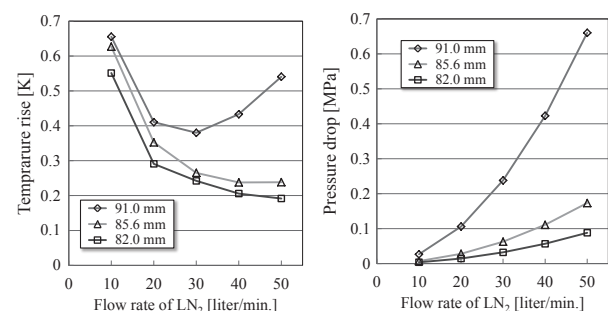 0.7
0.6
0.5
0.4
0.3
0.2
0.1
0
Temprarure rise [K]
91.0 mm
85.6 mm
82.0 mm
0 10 20 30 40 50
Flow rate of LN₂ [liter/min.]
0.7
0.6
0.5
0.4
0.3
0.2
0.1
0
Pressure drop [MPa]
91.0 mm
85.6 mm
82.0 mm
0 10 20 30 40 50
Flow rate of LN₂ [liter/min.]